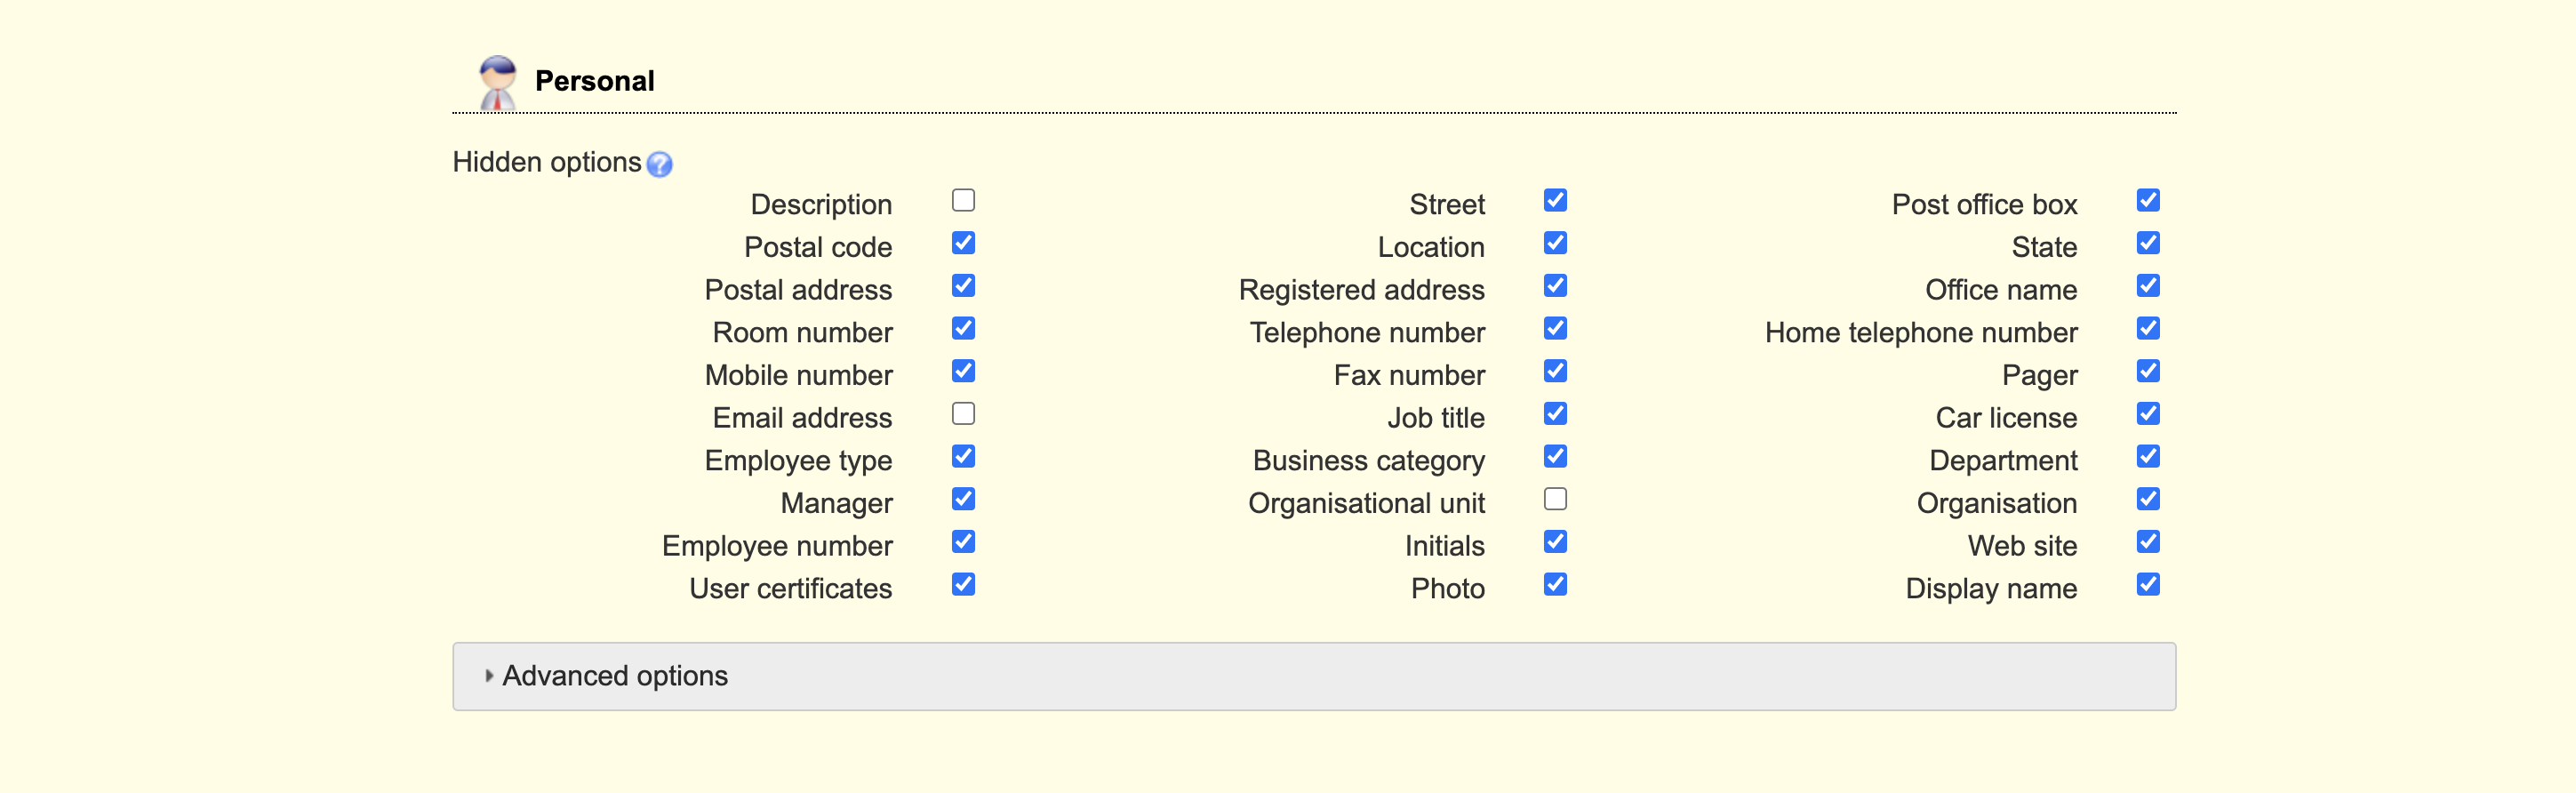 Personal
Hidden options
Description Street Post office box
Postal code Location State
Postal address Registered address Office name
Room number Telephone number Home telephone number
Mobile number Fax number Pager
Email address Job title Car license
Employee type Business category Department
Manager Organisational unit Organisation
Employee number Initials Web site
User certificates Photo Display name
Advanced options